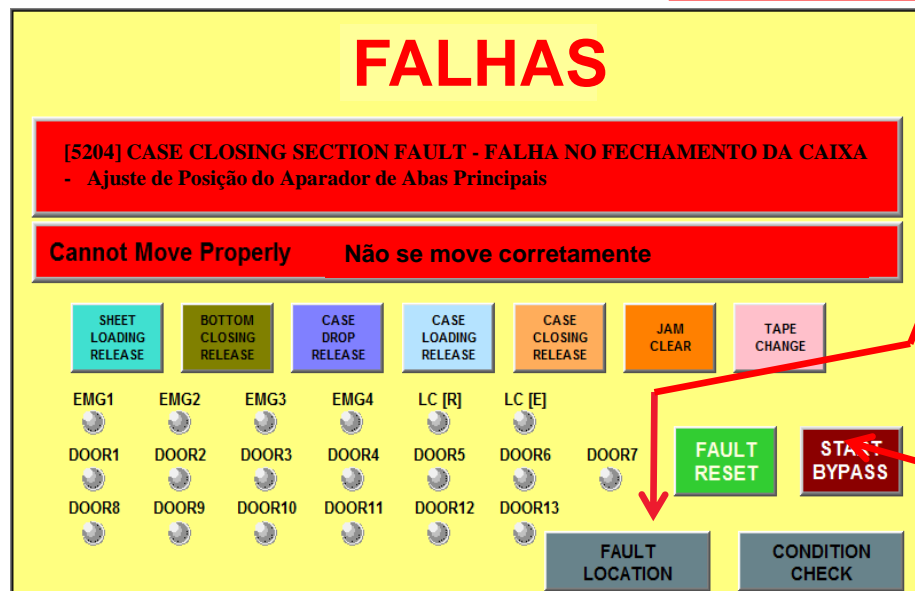 FALHAS
[5204] CASE CLOSING SECTION FAULT - FALHA NO FECHAMENTO DA CAIXA
- Ajuste de Posição do Aparador de Abas Principais
Cannot Move Properly Não se move corretamente
SHEET
LOADING
RELEASE
BOTTOM
CLOSING
RELEASE
CASE
DROP
RELEASE
CASE
LOADING
RELEASE
CASE
CLOSING
RELEASE
JAM
CLEAR
TAPE
CHANGE
EMG1 EMG2 EMG3 EMG4 LC [R] LC [E]
DOOR1 DOOR2 DOOR3 DOOR4 DOOR5 DOOR6 DOOR7
DOOR8 DOOR9 DOOR10 DOOR11 DOOR12 DOOR13
FAULT
RESET
START
BYPASS
FAULT
LOCATION
CONDITION
CHECK